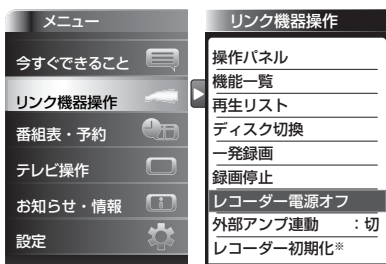 メニュー
今すぐできること
リンク機器操作
番組表・予約
テレビ操作
お知らせ・情報
設定
リンク機器操作
操作パネル
機能一覧
再生リスト
ディスク切換
一発録画
録画停止
レコーダー電源オフ
外部アンプ連動　：切
レコーダー初期化※